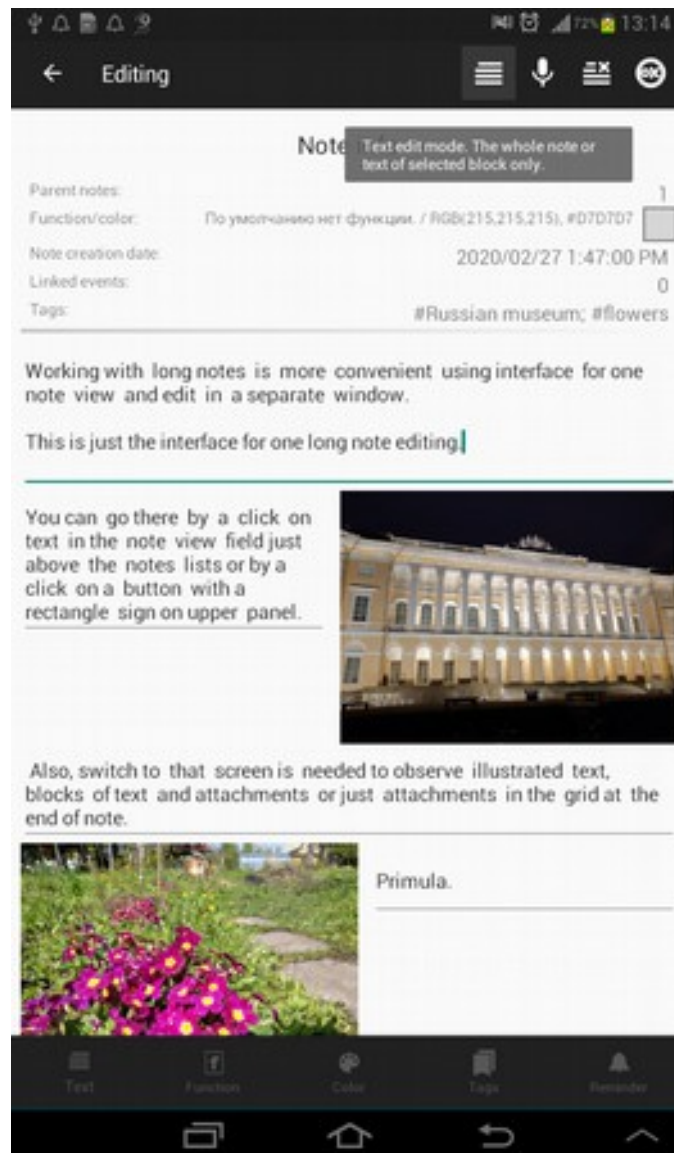 72% 13:14
Editing
Note
Text edit mode. The whole note or
text of selected block only.
Parent notes: 1
Function/color: По умолчанию нет функции. / RGB(215,215,215), #D7D7D7
Note creation date: 2020/02/27 1:47:00 PM
Linked events: 0
Tags: #Russian museum; #flowers
Working with long notes is more convenient using interface for one
note view and edit in a separate window.
This is just the interface for one long note editing.
You can go there by a click on
text in the note view field just
above the notes lists or by a
click on a button with a
rectangle sign on upper panel.
Also, switch to that screen is needed to observe illustrated text,
blocks of text and attachments or just attachments in the grid at the
end of note.
Primula.
Text Function Color Tags Reminder